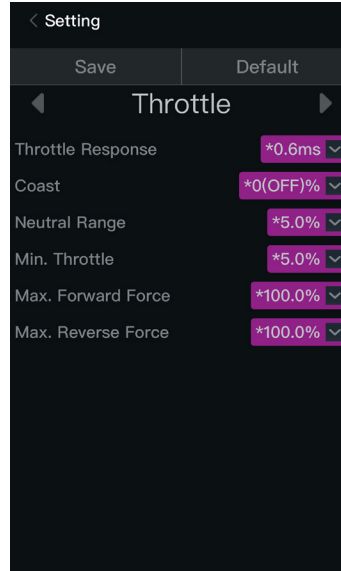 Setting
Save Default
Throttle
Throttle Response *0.6ms
Coast *0(OFF)%
Neutral Range *5.0%
Min. Throttle *5.0%
Max. Forward Force *100.0%
Max. Reverse Force *100.0%